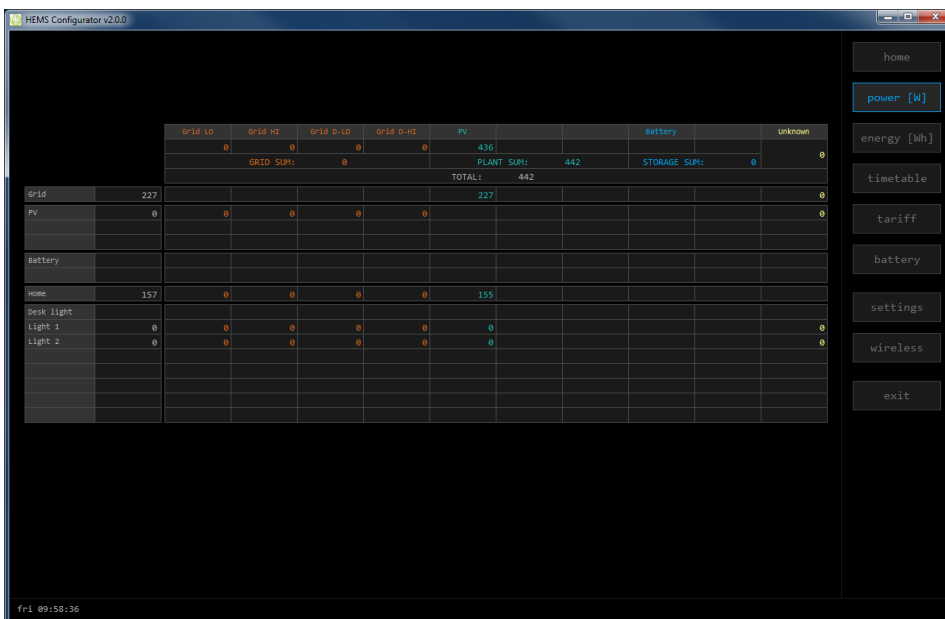 HEMS Configurator v2.0.0
home
power [W]
energy [Wh]
timetable
tariff
battery
settings
wireless
exit
Grid LO Grid HI Grid D-LO Grid D-HI PV Battery Unknown
0 0 0 0 436 0
GRID SUM: 0 PLANT SUM: 442 STORAGE SUM: 0
TOTAL: 442
Grid 227 227 0
PV 0 0 0 0 0 0
Battery
Home 157 0 0 0 0 155
Desk light
Light 1 0 0 0 0 0 0 0
Light 2 0 0 0 0 0 0 0
fri 09:58:36